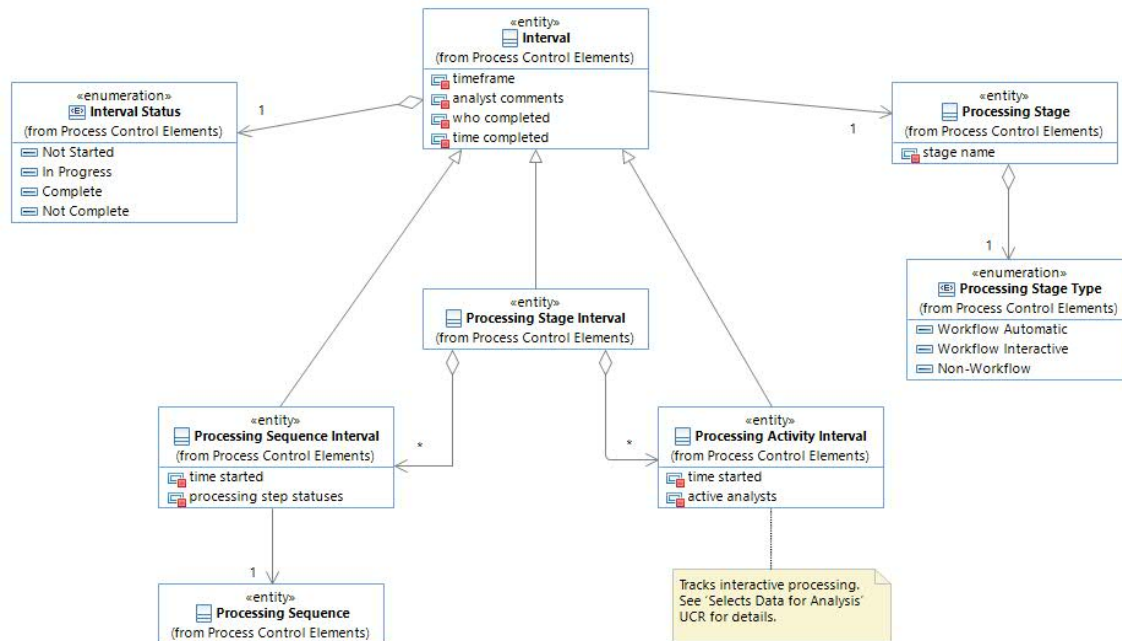 «entity»
Interval
(from Process Control Elements)
timeframe
analyst comments
who completed
time completed
«enumeration»
Interval Status
(from Process Control Elements)
Not Started
In Progress
Complete
Not Complete
1
«entity»
Processing Stage
(from Process Control Elements)
stage name
1
1
«enumeration»
Processing Stage Type
(from Process Control Elements)
Workflow Automatic
Workflow Interactive
Non-Workflow
«entity»
Processing Stage Interval
(from Process Control Elements)
*
*
«entity»
Processing Sequence Interval
(from Process Control Elements)
time started
processing step statuses
«entity»
Processing Activity Interval
(from Process Control Elements)
time started
active analysts
1
«entity»
Processing Sequence
(from Process Control Elements)
Tracks interactive processing.
See 'Selects Data for Analysis'
UCR for details.